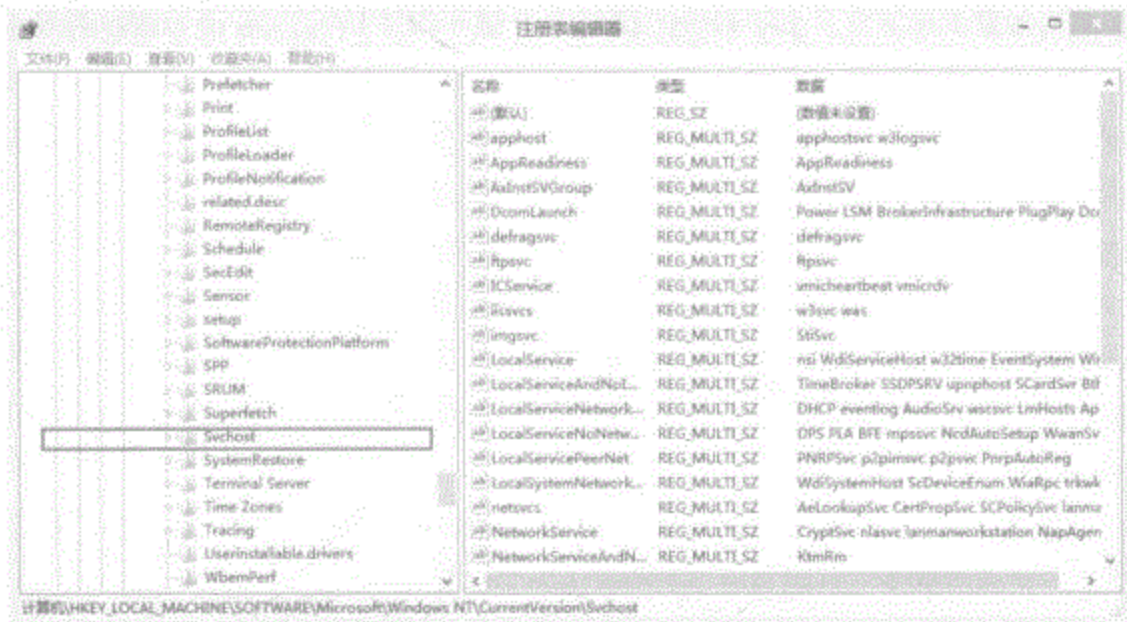 注册表编辑器
文件(F) 编辑(E) 查看(V) 收藏夹(A) 帮助(H)
Prefetcher
Print
ProfileList
ProfileLoader
ProfileNotification
related.desc
RemoteRegistry
Schedule
SecEdit
Sensor
setup
SoftwareProtectionPlatform
SPP
SRUM
Superfetch
Svchost
SystemRestore
Terminal Server
Time Zones
Tracing
Userinstallable.drivers
WbemPerf
名称 类型 数据
(默认) REG_SZ (数值未设置)
apphost REG_MULTI_SZ apphostsvc w3logsvc
AppReadiness REG_MULTI_SZ AppReadiness
AxInstSVGroup REG_MULTI_SZ AxInstSV
DcomLaunch REG_MULTI_SZ Power LSM BrokerInfrastructure PlugPlay Dco
defragsvc REG_MULTI_SZ defragsvc
ftpsvc REG_MULTI_SZ ftpsvc
ICService REG_MULTI_SZ vmicheartbeat vmicrdv
iissvcs REG_MULTI_SZ w3svc was
imgsvc REG_MULTI_SZ StiSvc
LocalService REG_MULTI_SZ nsi WdiServiceHost w32time EventSystem Wi
LocalServiceAndNoI... REG_MULTI_SZ TimeBroker SSDPSRV upnphost SCardSvr Bt
LocalServiceNetwork... REG_MULTI_SZ DHCP eventlog AudioSrv wscsvc LmHosts Ap
LocalServiceNoNetw... REG_MULTI_SZ DPS PLA BFE mpssvc NcdAutoSetup WwanSv
LocalServicePeerNet REG_MULTI_SZ PNRPSvc p2pimsvc p2psvc PnrpAutoReg
LocalSystemNetwork... REG_MULTI_SZ WdiSystemHost ScDeviceEnum WiaRpc trkwk
netsvcs REG_MULTI_SZ AeLookupSvc CertPropSvc SCPolicySvc lanma
NetworkService REG_MULTI_SZ CryptSvc nlasvc lanmanworkstation NapAgen
NetworkServiceAndN... REG_MULTI_SZ KtmRm
计算机\HKEY_LOCAL_MACHINE\SOFTWARE\Microsoft\Windows NT\CurrentVersion\Svchost